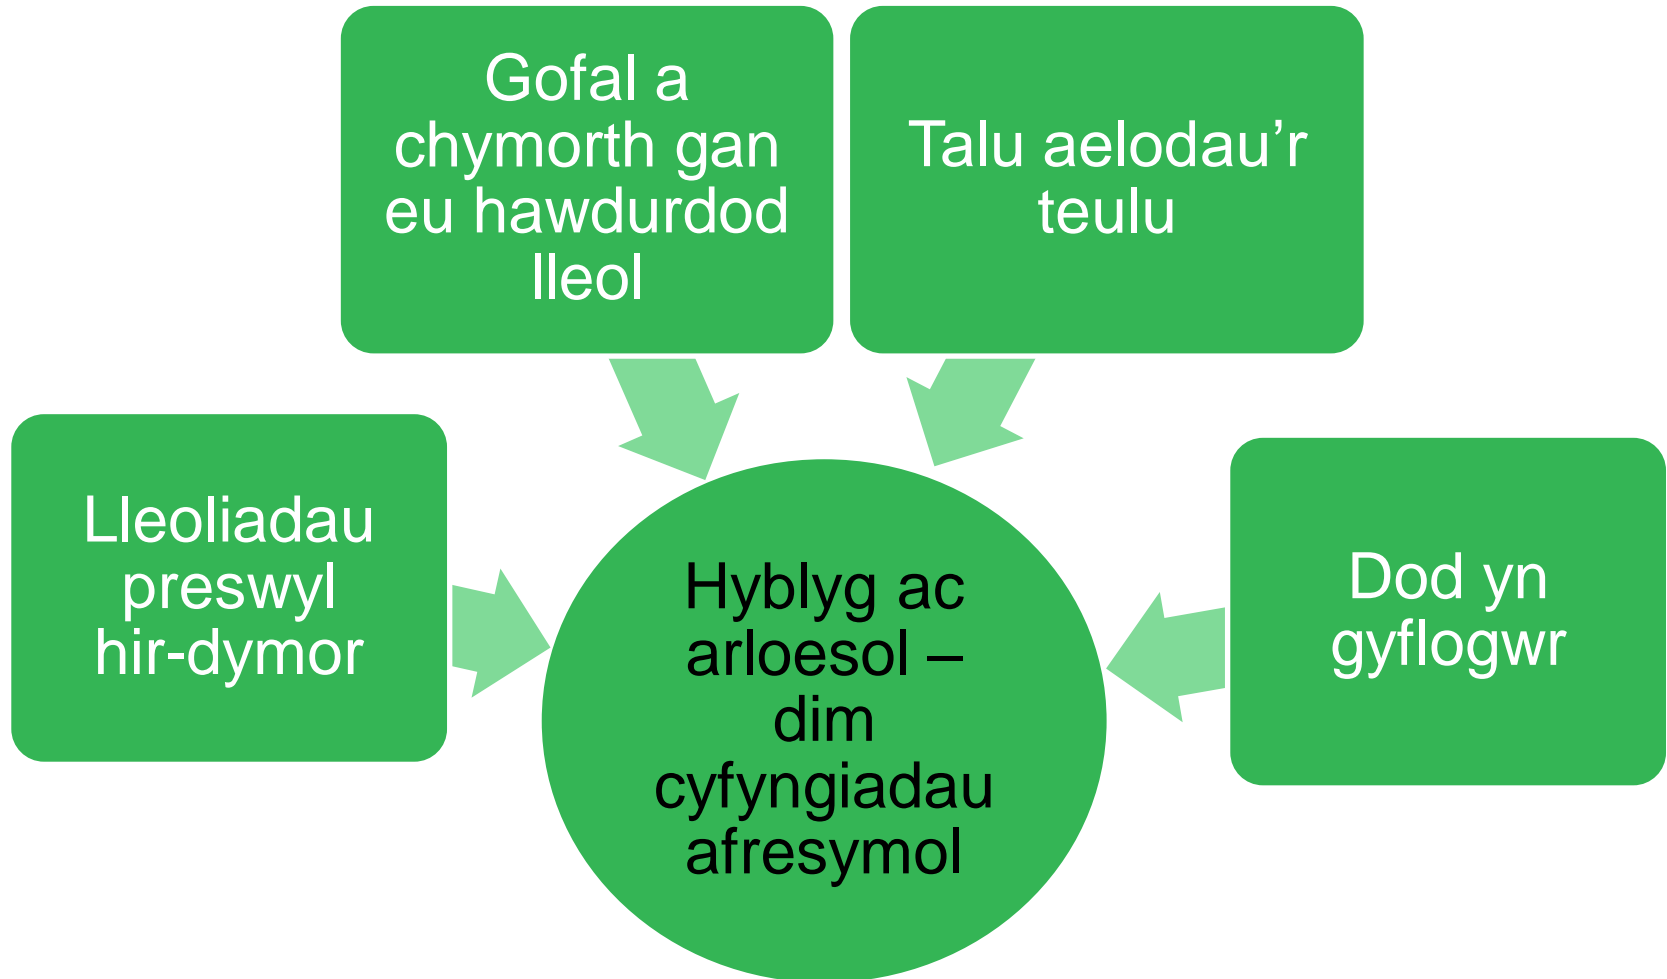 Gofal a
chymorth gan
eu hawdurdod
lleol
Talu aelodau’r
teulu
Lleoliadau
preswyl
hir-dymor
Hyblyg ac
arloesol –
dim
cyfyngiadau
afresymol
Dod yn
gyflogwr